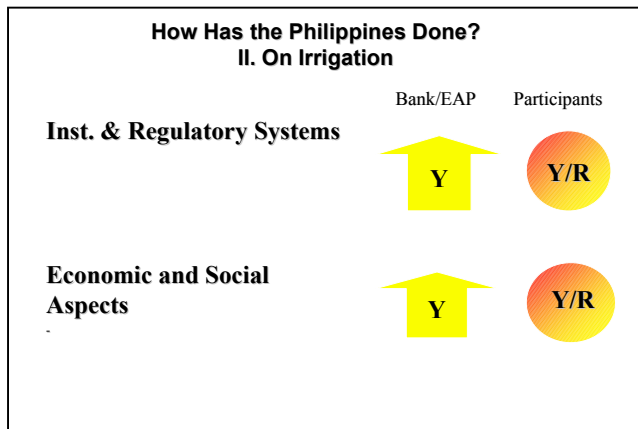 How Has the Philippines Done?
II. On Irrigation
Bank/EAP Participants
Inst. & Regulatory Systems
Y Y/R
Economic and Social
Aspects
Y Y/R
-